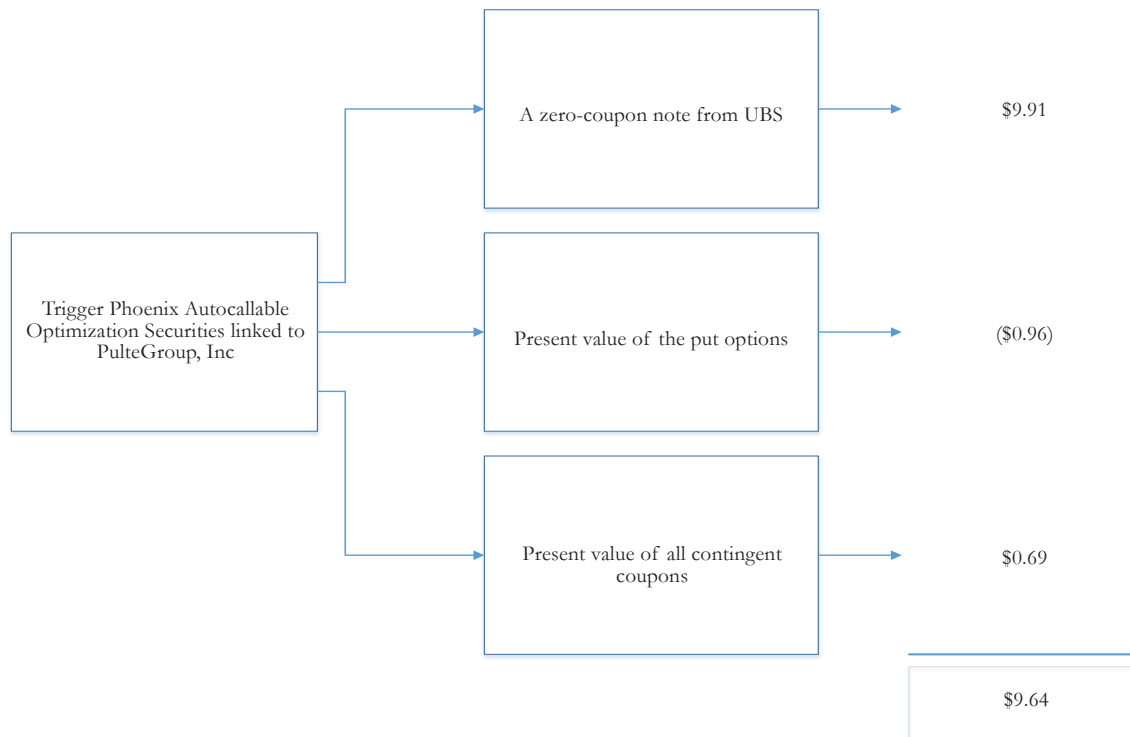 A zero-coupon note from UBS
$9.91
Trigger Phoenix Autocallable
Optimization Securities linked to
PulteGroup, Inc
Present value of the put options
($0.96)
Present value of all contingent
coupons
$0.69
$9.64